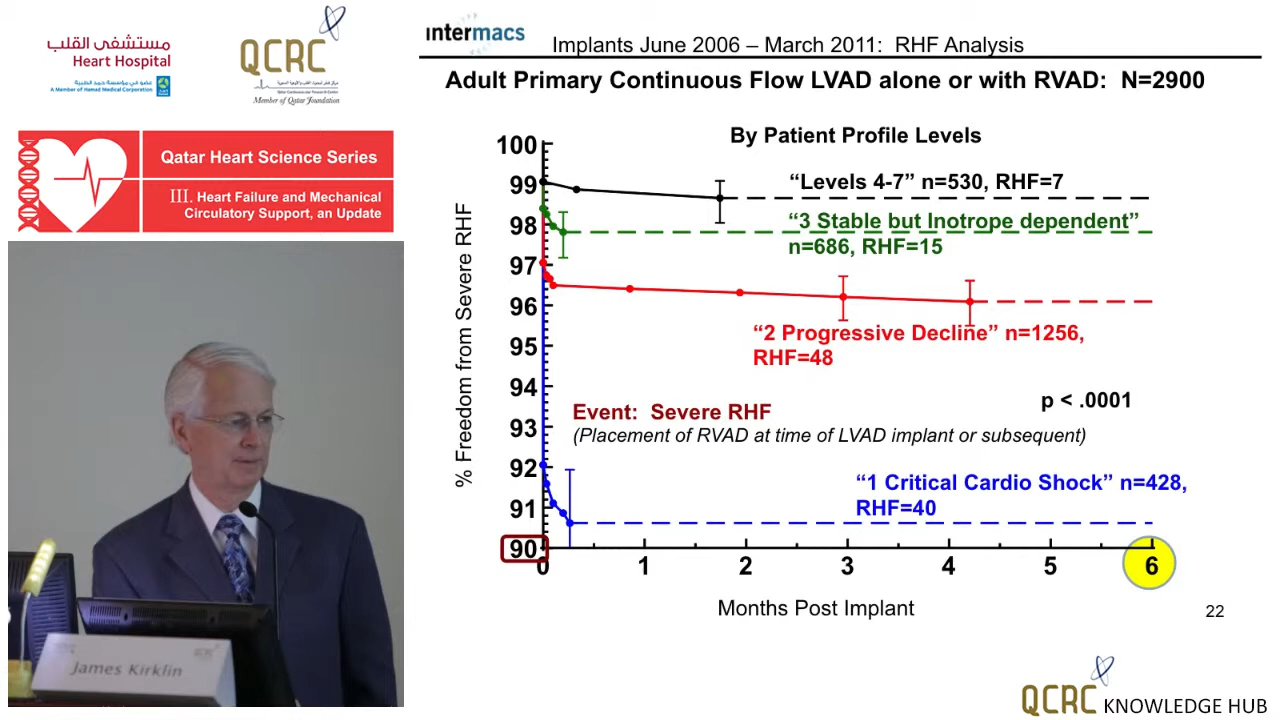 مستشفى القلب
Heart Hospital
عضو في مؤسسة حمد الطبية
A Member of Hamad Medical Corporation
QCRC
Member of Qatar Foundation
Qatar Heart Science Series
III. Heart Failure and Mechanical
Circulatory Support, an Update
James Kirklin
intermacs
Implants June 2006 – March 2011: RHF Analysis
Adult Primary Continuous Flow LVAD alone or with RVAD: N=2900
By Patient Profile Levels
% Freedom from Severe RHF
100
99
98
97
96
95
94
93
92
91
90
“Levels 4-7” n=530, RHF=7
“3 Stable but Inotrope dependent”
n=686, RHF=15
“2 Progressive Decline” n=1256,
RHF=48
p < .0001
Event: Severe RHF
(Placement of RVAD at time of LVAD implant or subsequent)
“1 Critical Cardio Shock” n=428,
RHF=40
0 1 2 3 4 5 6
Months Post Implant
22
QCRC KNOWLEDGE HUB